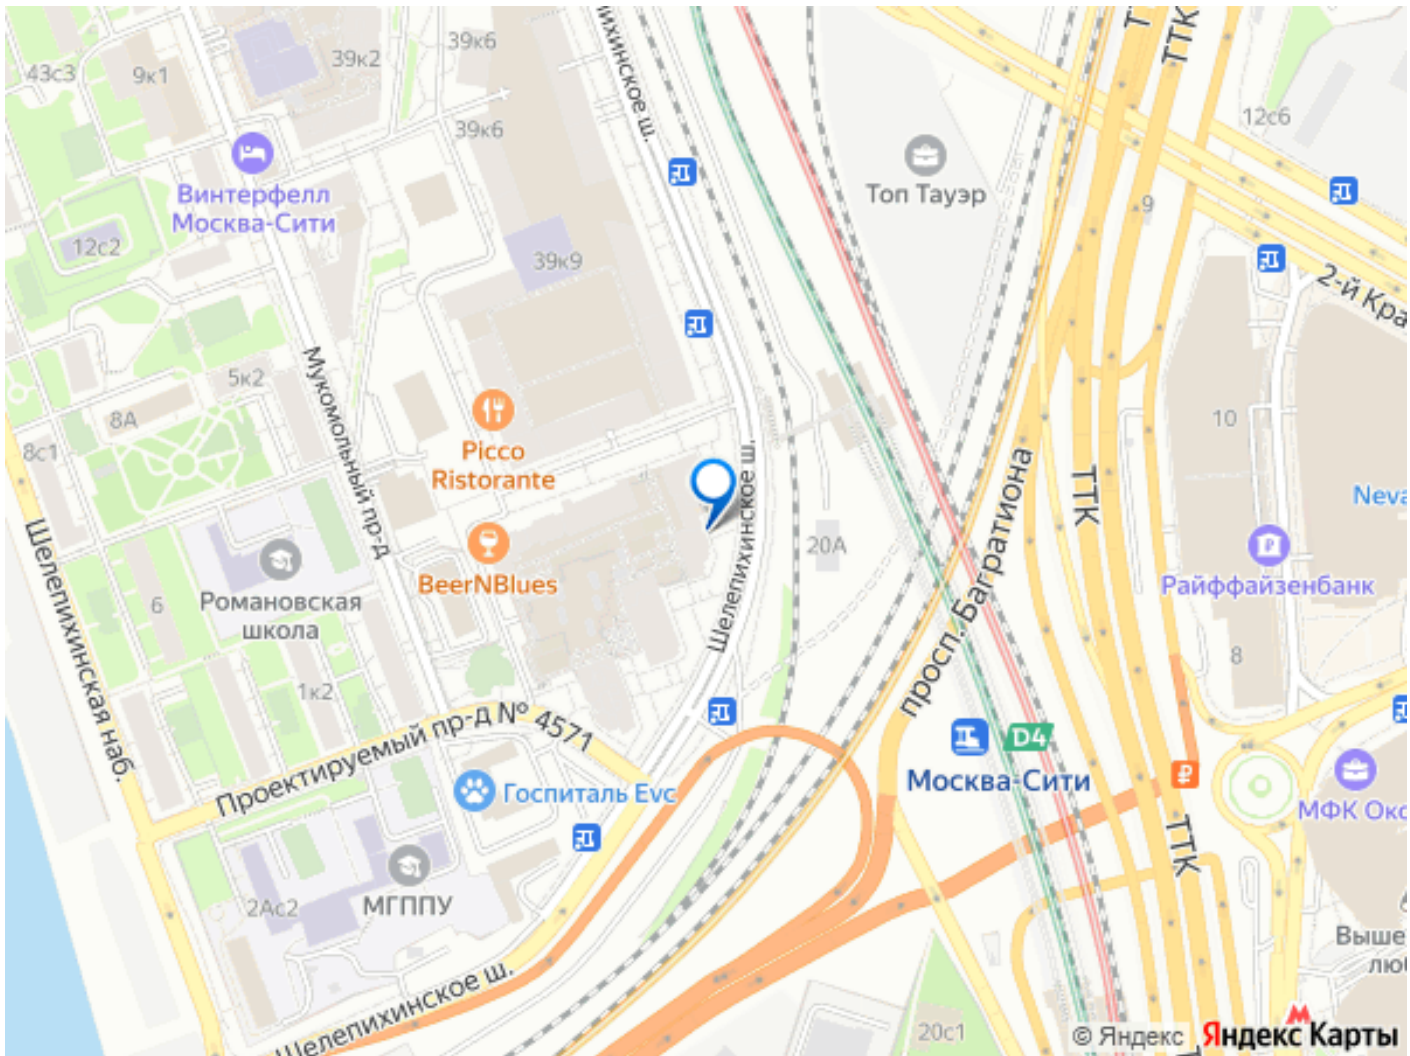 43с3
9к1
39к2
39к6
39к6
ихинское ш.
ТТК
12с6
Топ Тауэр
Винтерфелл
Москва-Сити
12с2
39к9
9
2-й Кра
Мукомольный пр-д
5к2
8А
8с1
Picco
Ristorante
10
просп. Багратиона
ТТК
Neva
Шелепихинское ш.
20А
BeerNBlues
Райффайзенбанк
Шелепихинская наб.
Романовская
школа
6
8
1к2
Проектируемый пр-д № 4571
D4
Москва-Сити
Госпиталь Evc
₽
МФК Око
ТТК
МГППУ
2Ас2
Выше
люб
Шелепихинское ш.
20с1
© Яндекс Яндекс Карты